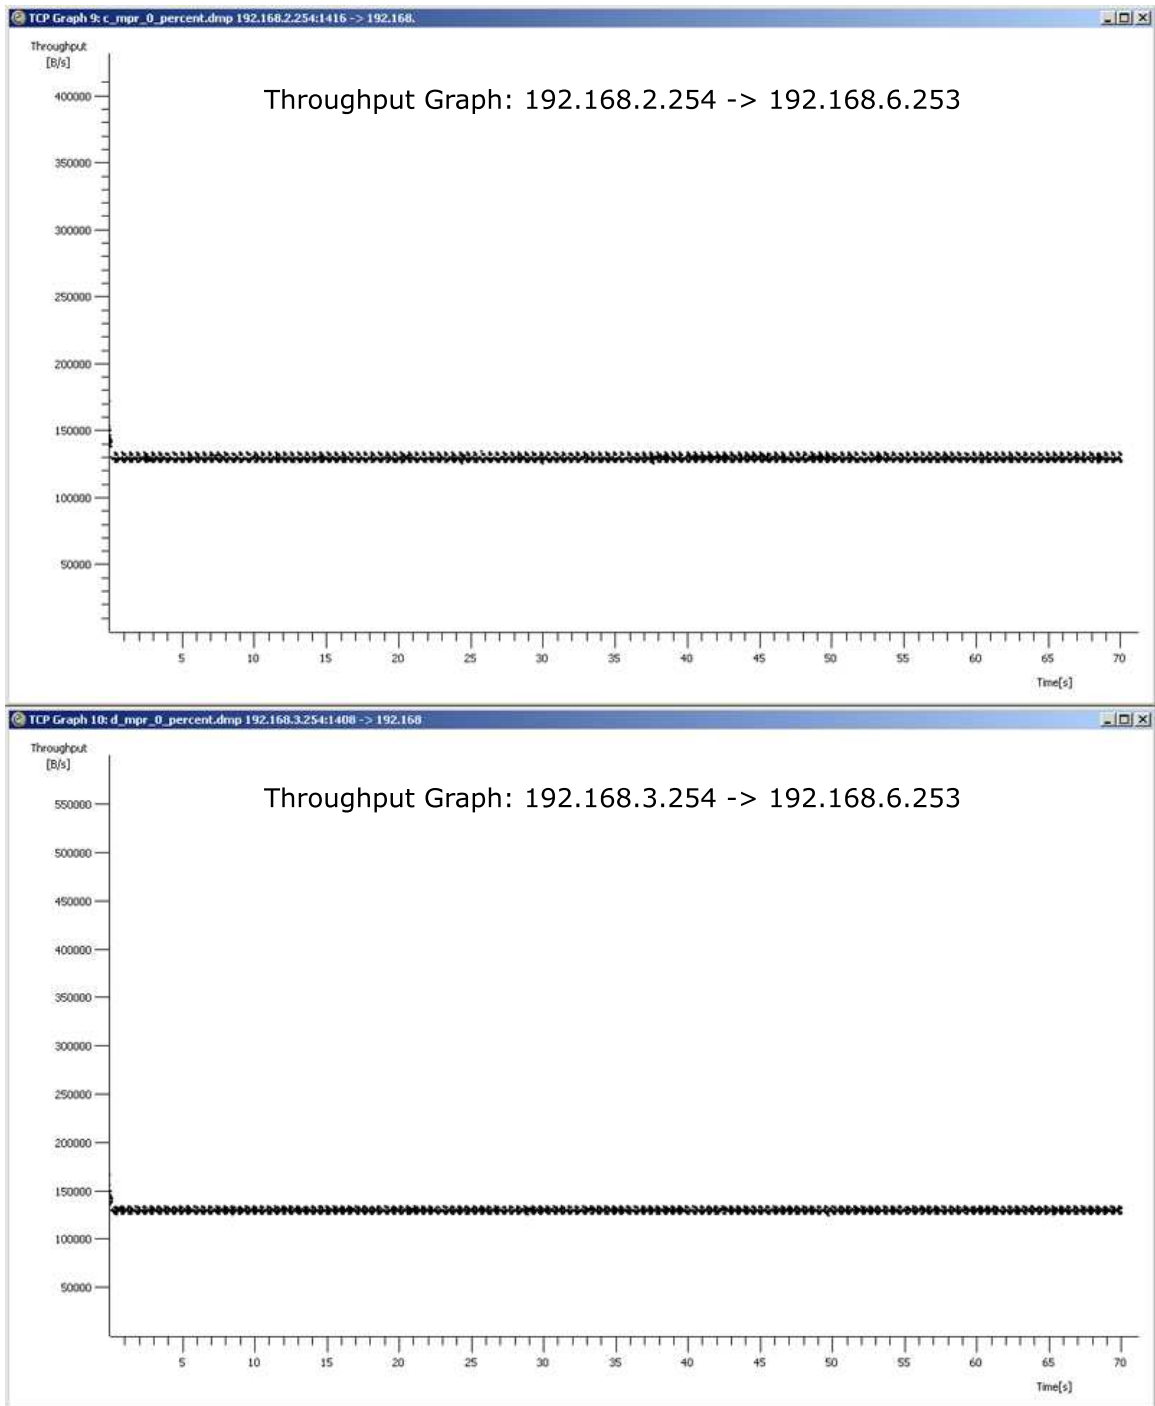 TCP Graph 9: c_mpr_0_percent.dmp 192.168.2.254:1416 -> 192.168.
Throughput
[B/s]
Throughput Graph: 192.168.2.254 -> 192.168.6.253
400000
350000
300000
250000
200000
150000
100000
50000
5 10 15 20 25 30 35 40 45 50 55 60 65 70
Time[s]
TCP Graph 10: d_mpr_0_percent.dmp 192.168.3.254:1408 -> 192.168
Throughput
[B/s]
Throughput Graph: 192.168.3.254 -> 192.168.6.253
550000
500000
450000
400000
350000
300000
250000
200000
150000
100000
50000
5 10 15 20 25 30 35 40 45 50 55 60 65 70
Time[s]